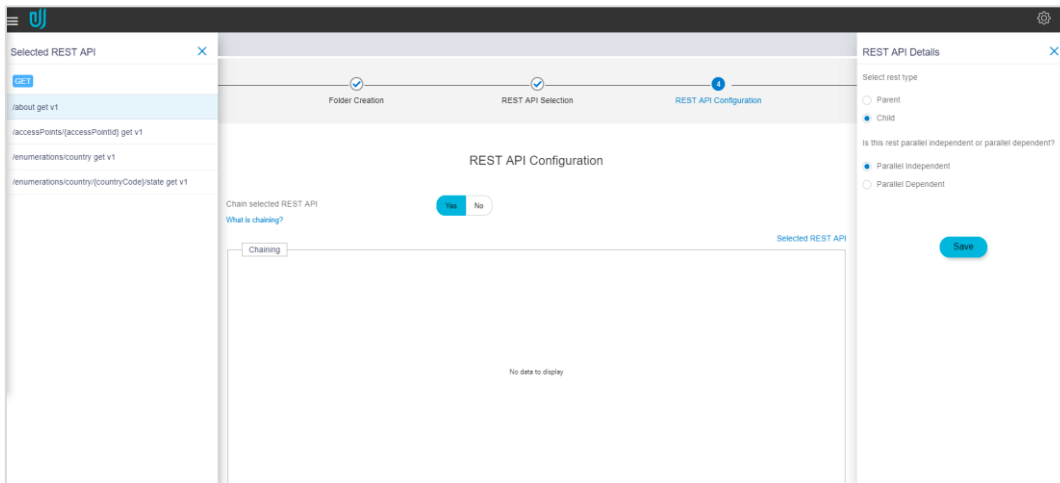 Selected REST API
GET
/about get v1
/accessPoints/{accessPointId} get v1
/enumerations/country get v1
/enumerations/country/{countryCode}/state get v1
Folder Creation
REST API Selection
4
REST API Configuration
REST API Configuration
Chain selected REST API
Yes No
What is chaining?
Selected REST API
Chaining
No data to display
REST API Details
Select rest type
Parent
Child
Is this rest parallel independent or parallel dependent?
Parallel Independent
Parallel Dependent
Save